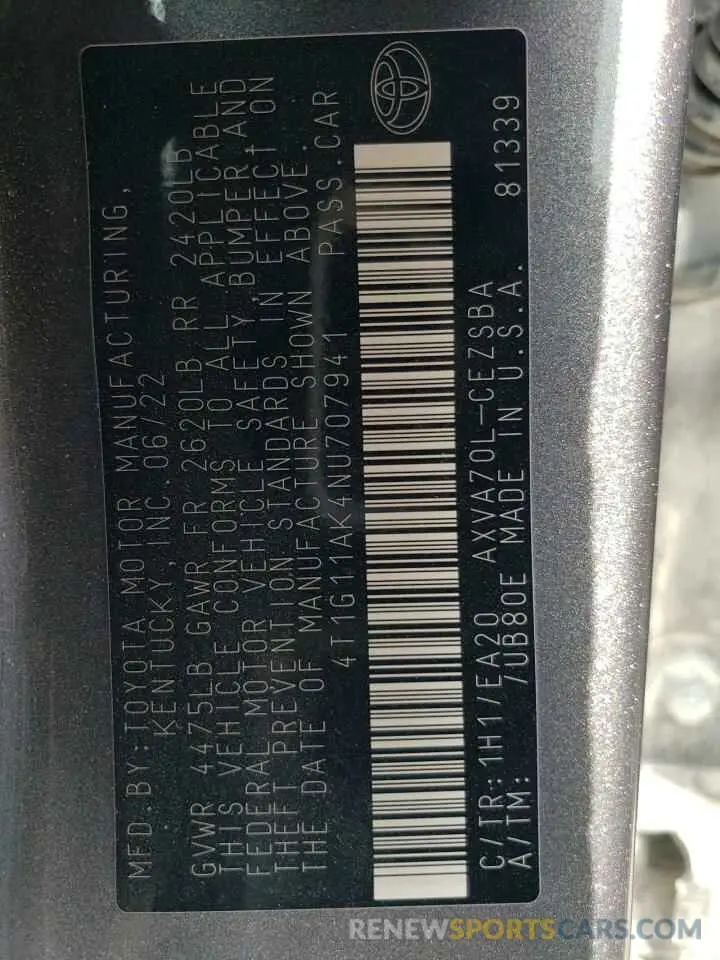 MFD.BY:TOYOTA MOTOR MANUFACTURING,
KENTUCKY, INC.06/22
GVWR 4475LB GAWR FR 2620LB RR 2420LB
THIS VEHICLE CONFORMS TO ALL APPLICABLE
FEDERAL MOTOR VEHICLE SAFETY,BUMPER,AND
THEFT PREVENTION STANDARDS IN EFFECT ON
THE DATE OF MANUFACTURE SHOWN ABOVE.
4T1G11AK4NU707941 PASS.CAR
C/TR:1H1/EA20 AXVA70L-CEZSBA
A/TM: /UB80E MADE IN U.S.A. 81339
RENEWSPORTSCARS.COM